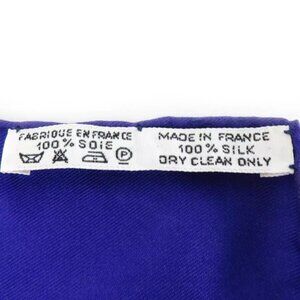 FABRIQUE EN FRANCE
100% SOIE
P
MADE IN FRANCE
100% SILK
DRY CLEAN ONLY